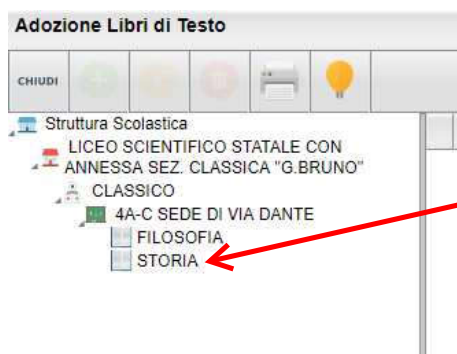 Adozione Libri di Testo
CHIUDI
Struttura Scolastica
LICEO SCIENTIFICO STATALE CON
ANNESSA SEZ. CLASSICA "G.BRUNO"
CLASSICO
4A-C SEDE DI VIA DANTE
FILOSOFIA
STORIA